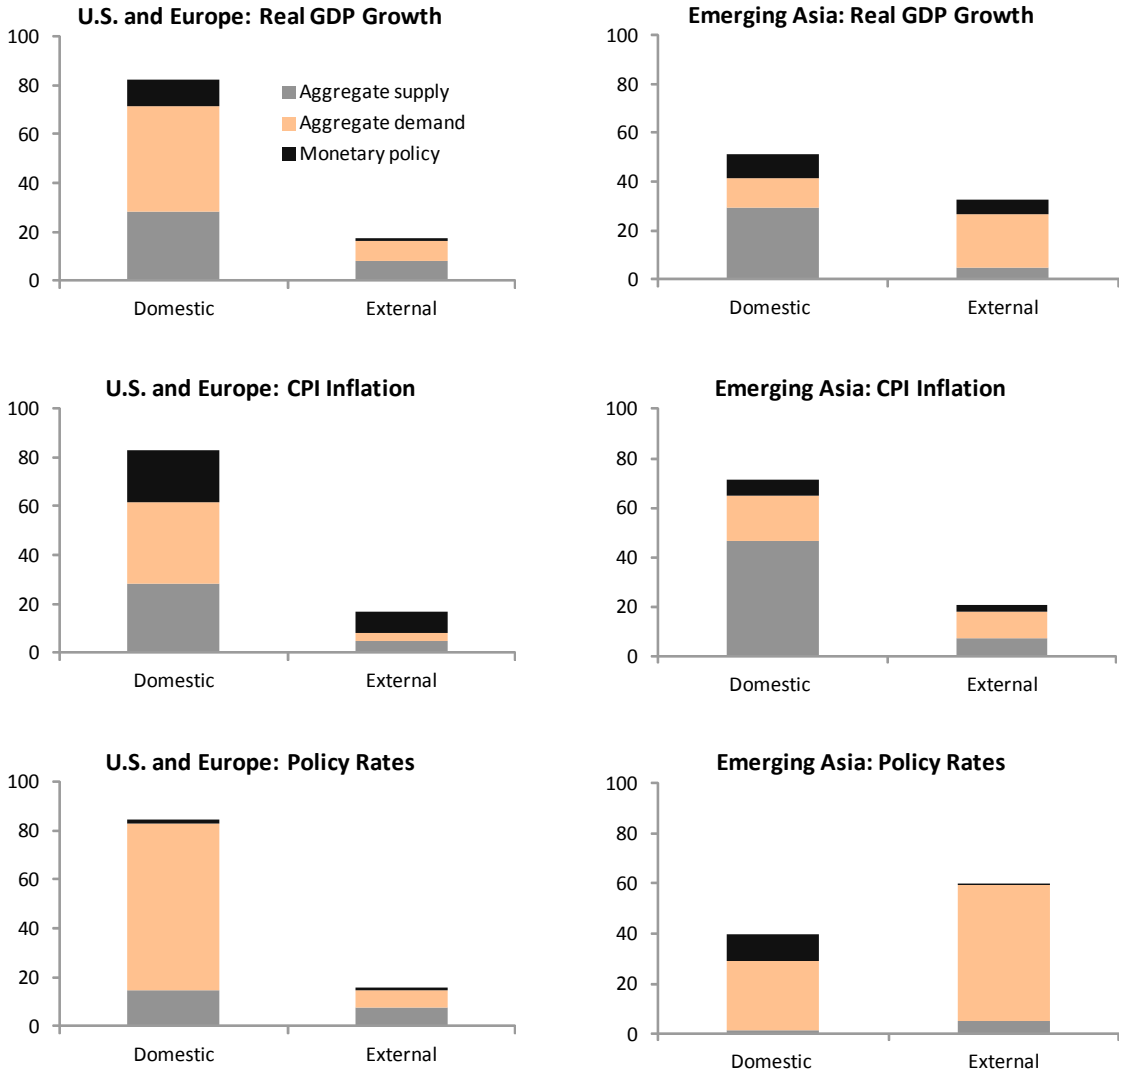 U.S. and Europe: Real GDP Growth
100
80
60
40
20
0
Aggregate supply
Aggregate demand
Monetary policy
Domestic
External
Emerging Asia: Real GDP Growth
100
80
60
40
20
0
Domestic
External
U.S. and Europe: CPI Inflation
100
80
60
40
20
0
Domestic
External
Emerging Asia: CPI Inflation
100
80
60
40
20
0
Domestic
External
U.S. and Europe: Policy Rates
100
80
60
40
20
0
Domestic
External
Emerging Asia: Policy Rates
100
80
60
40
20
0
Domestic
External